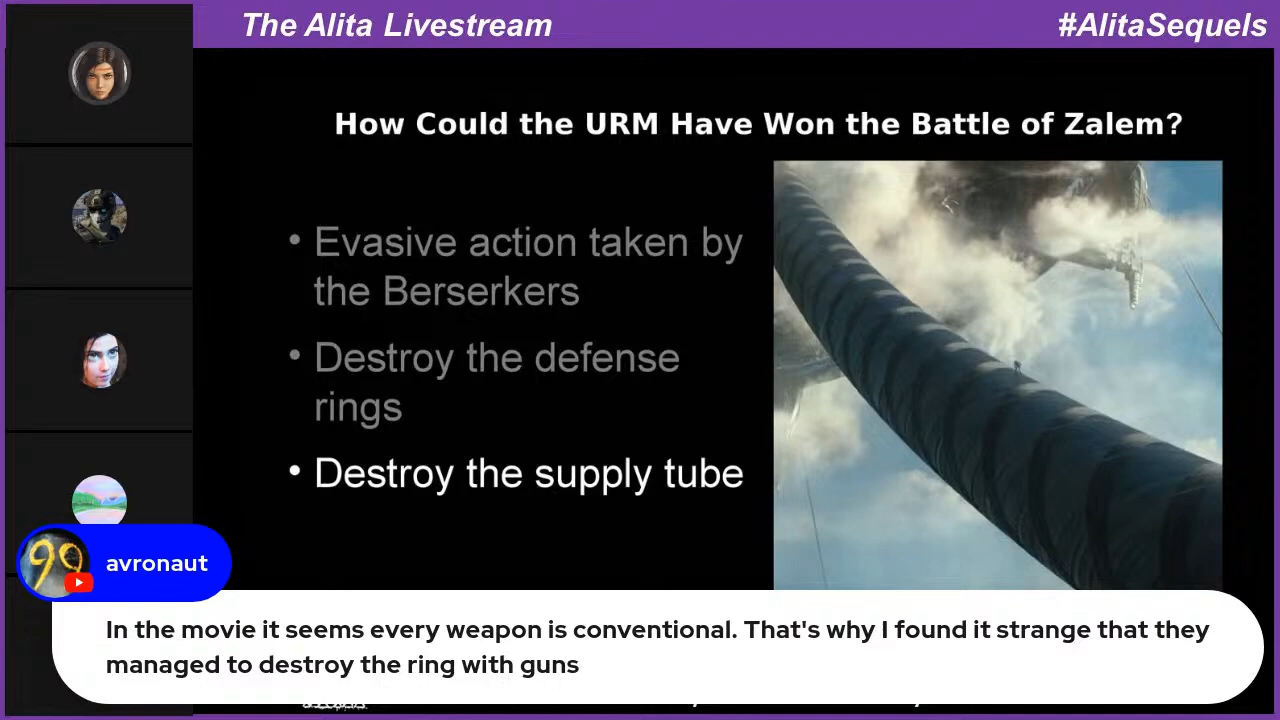 The Alita Livestream
#AlitaSequels
How Could the URM Have Won the Battle of Zalem?
• Evasive action taken by
the Berserkers
• Destroy the defense
rings
• Destroy the supply tube
99
avronaut
In the movie it seems every weapon is conventional. That's why I found it strange that they
managed to destroy the ring with guns